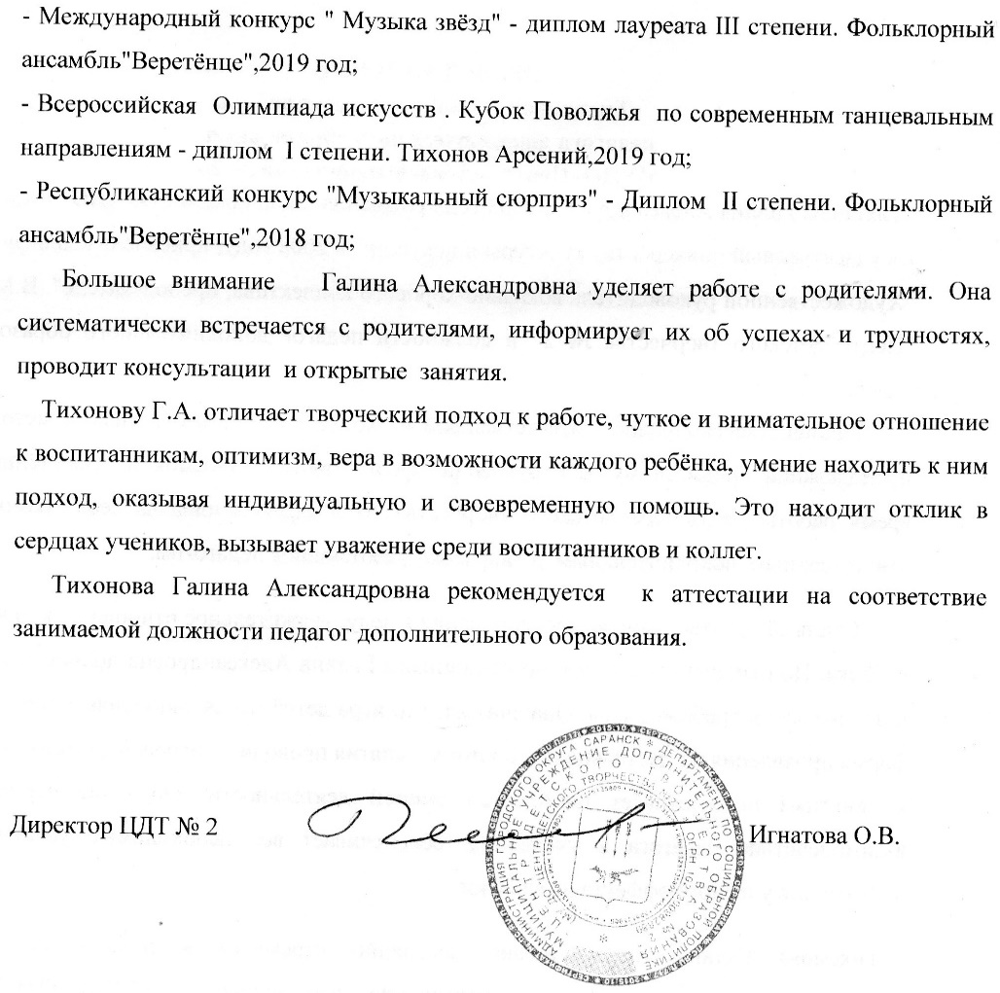 - Международный конкурс " Музыка звёзд" - диплом лауреата III степени. Фольклорный
ансамбль"Веретёнце",2019 год;
- Всероссийская Олимпиада искусств . Кубок Поволжья по современным танцевальным
направлениям - диплом I степени. Тихонов Арсений,2019 год;
- Республиканский конкурс "Музыкальный сюрприз" - Диплом II степени. Фольклорный
ансамбль"Веретёнце",2018 год;
Большое внимание Галина Александровна уделяет работе с родителями. Она
систематически встречается с родителями, информирует их об успехах и трудностях,
проводит консультации и открытые занятия.
Тихонову Г.А. отличает творческий подход к работе, чуткое и внимательное отношение
к воспитанникам, оптимизм, вера в возможности каждого ребёнка, умение находить к ним
подход, оказывая индивидуальную и своевременную помощь. Это находит отклик в
сердцах учеников, вызывает уважение среди воспитанников и коллег.
Тихонова Галина Александровна рекомендуется к аттестации на соответствие
занимаемой должности педагог дополнительного образования.
Директор ЦДТ № 2
Игнатова О.В.
АДМИНИСТРАЦИЯ ГОРОДСКОГО ОКРУГА САРАНСК * ДЕПАРТАМЕНТ ПО СОЦИАЛЬНОЙ ПОЛИТИКЕ
МУНИЦИПАЛЬНОЕ УЧРЕЖДЕНИЕ ДОПОЛНИТЕЛЬНОГО ОБРАЗОВАНИЯ
ЦЕНТР ДЕТСКОГО ТВОРЧЕСТВА № 2